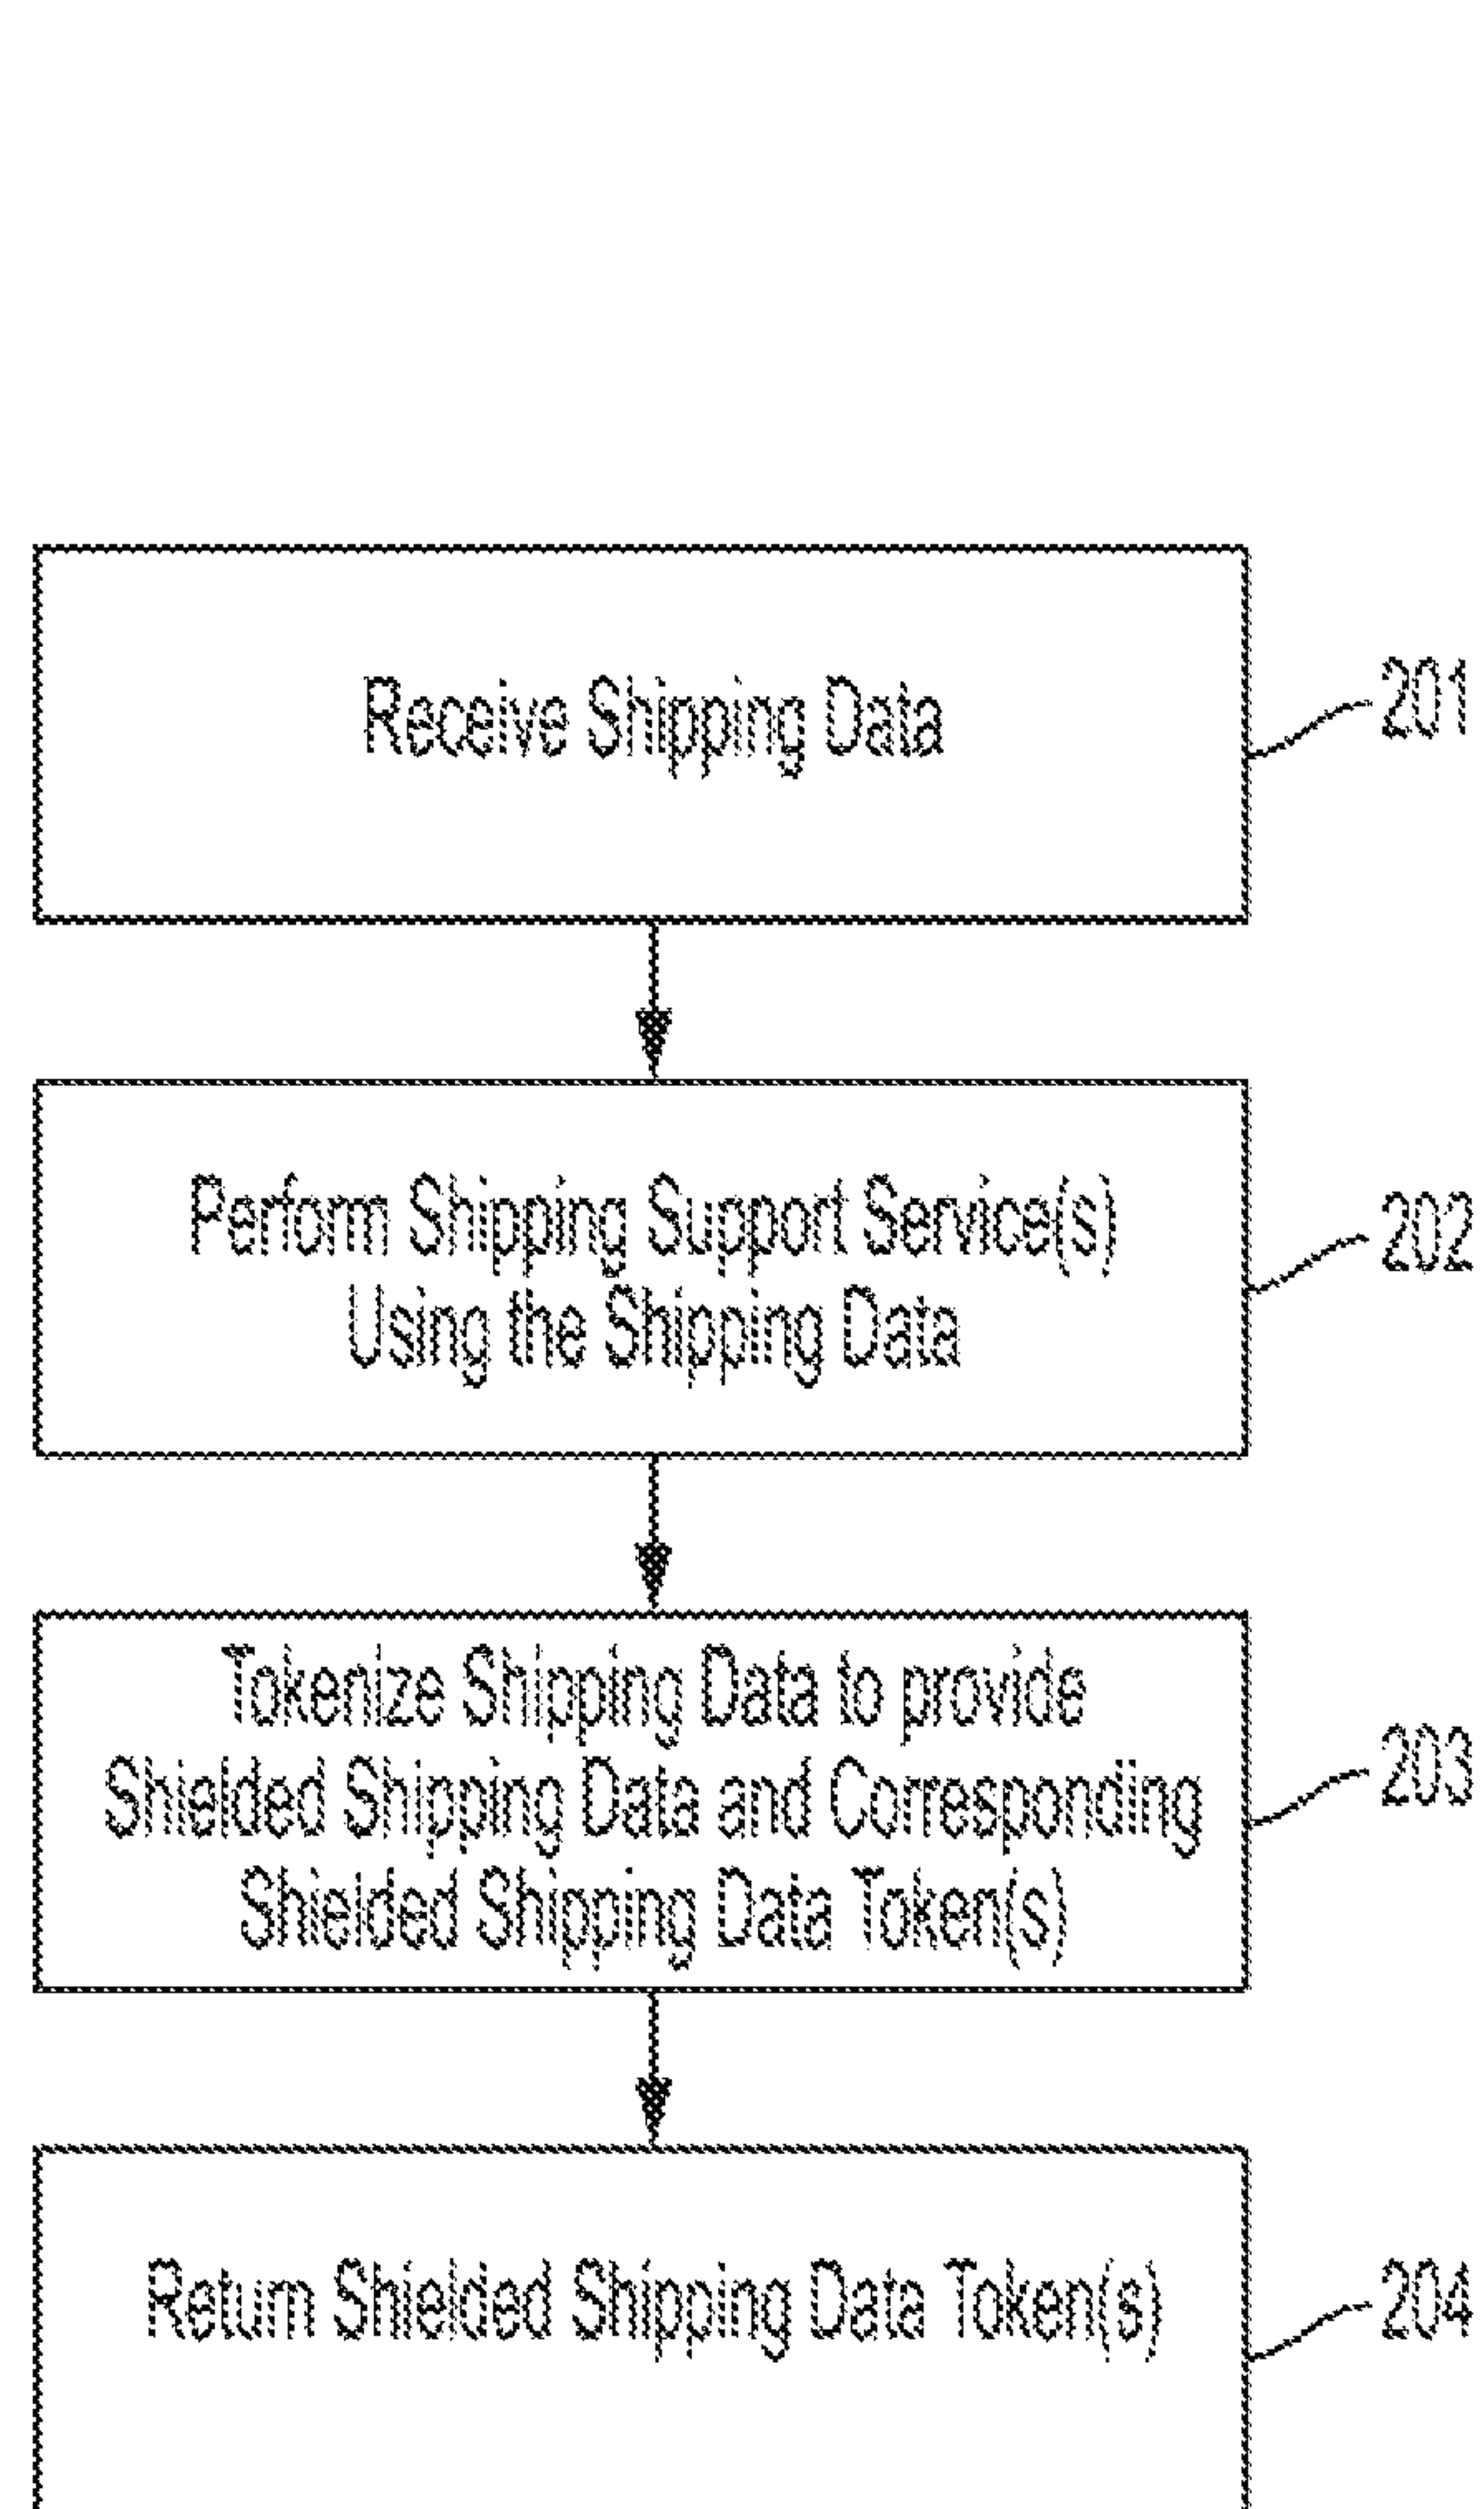 Receive Shipping Data
201
Perform Shipping Support Service(s)
Using the Shipping Data
202
Tokenize Shipping Data to provide
Shielded Shipping Data and Corresponding
Shielded Shipping Data Token(s)
203
Return Shielded Shipping Data Token(s)
204